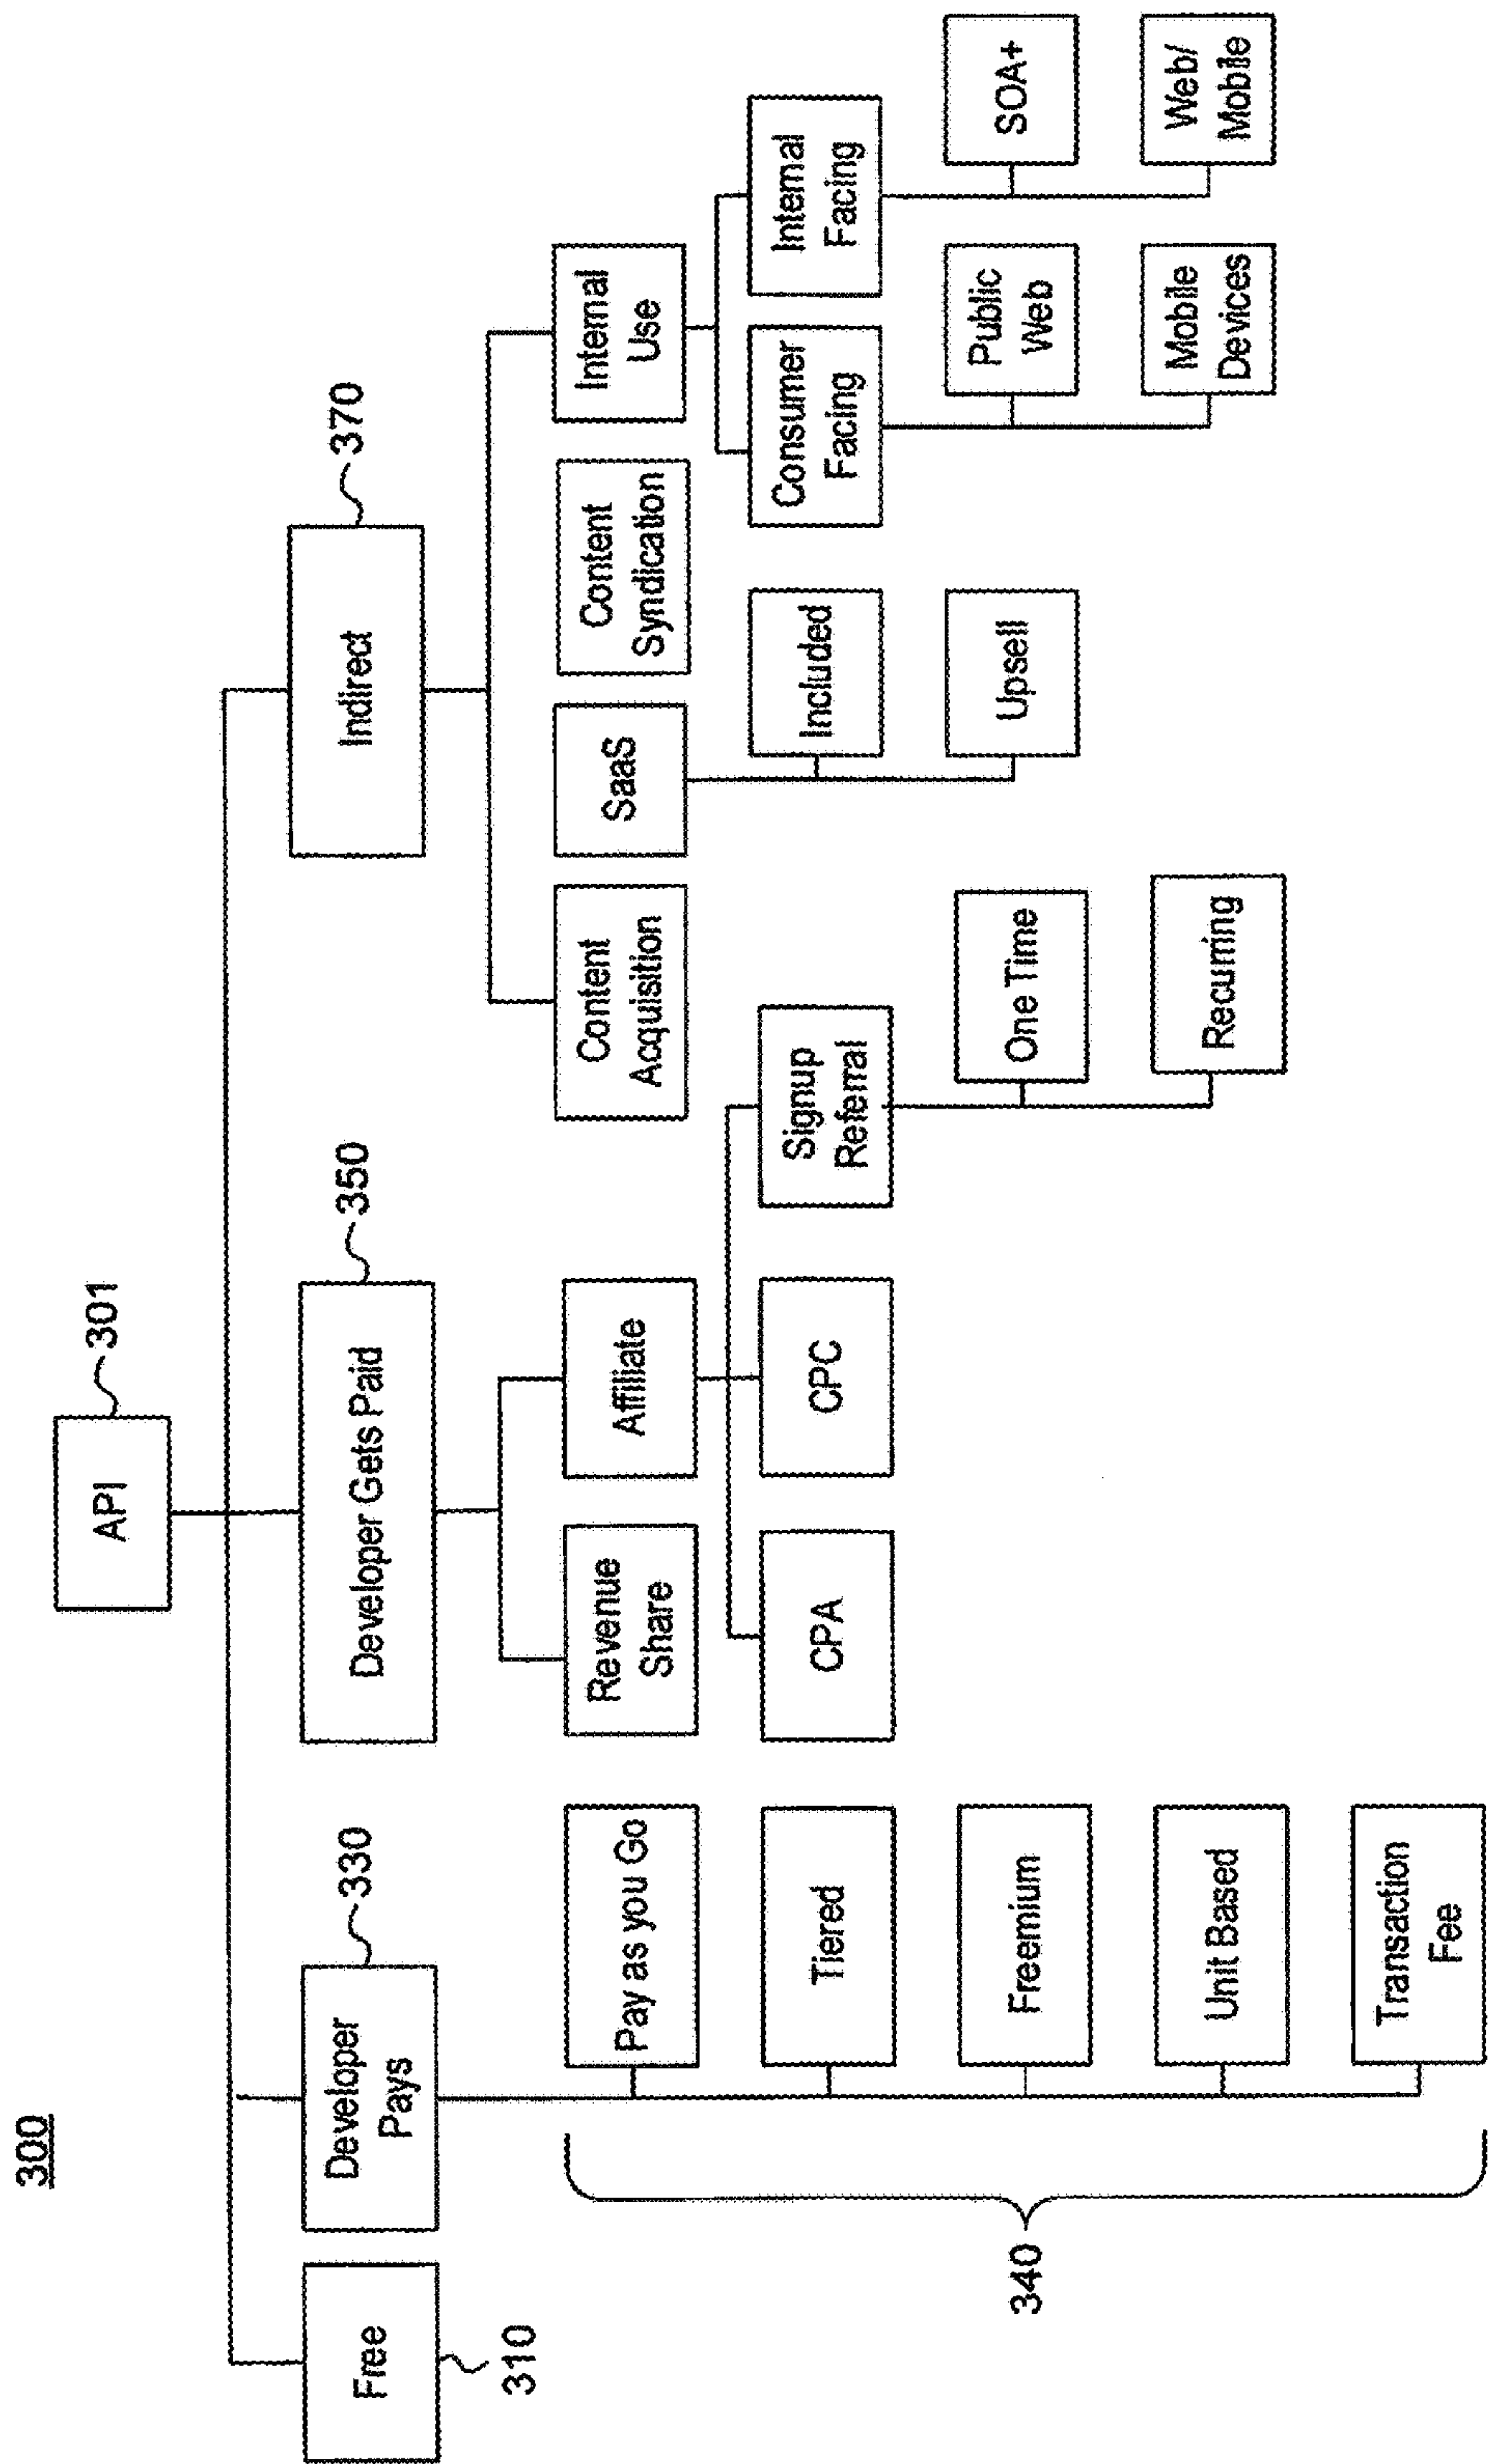 300
API
301
Free
310
Developer
Pays
330
Developer Gets Paid
350
Indirect
370
340
Pay as you Go
Tiered
Freemium
Unit Based
Transaction
Fee
Revenue
Share
Affiliate
CPA
CPC
Signup
Referral
One Time
Recurring
Content
Acquisition
SaaS
Included
Upsell
Content
Syndication
Internal
Use
Consumer
Facing
Public
Web
Mobile
Devices
Internal
Facing
SOA+
Web/
Mobile